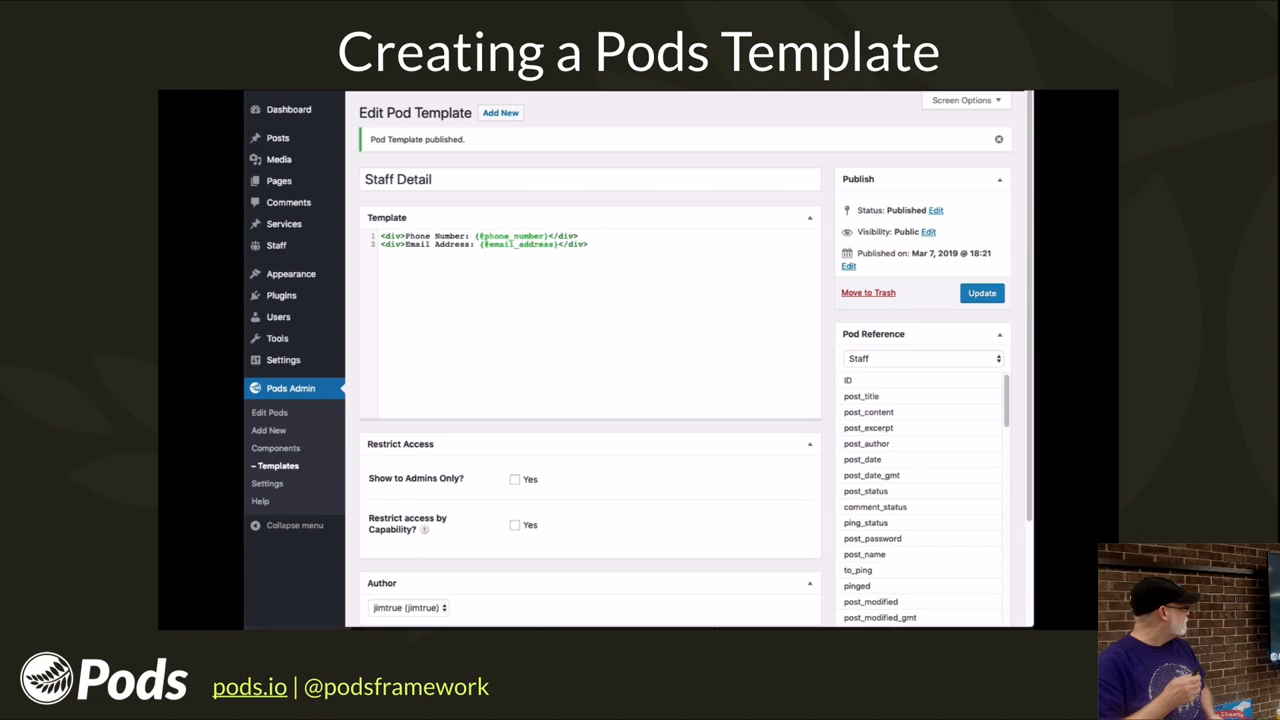 Creating a Pods Template
Dashboard
Posts
Media
Pages
Comments
Services
Staff
Appearance
Plugins
Users
Tools
Settings
Pods Admin
Edit Pods
Add New
Components
– Templates
Settings
Help
Collapse menu
Screen Options
Edit Pod Template Add New
Pod Template published.
Staff Detail
Template
1 <div>Phone Number: {@phone_number}</div>
2 <div>Email Address: {@email_address}</div>
Restrict Access
Show to Admins Only? Yes
Restrict access by
Capability? ? Yes
Author
jimtrue (jimtrue)
Publish
Status: Published Edit
Visibility: Public Edit
Published on: Mar 7, 2019 @ 18:21
Edit
Move to Trash Update
Pod Reference
Staff
ID
post_title
post_content
post_excerpt
post_author
post_date
post_date_gmt
post_status
comment_status
ping_status
post_password
post_name
to_ping
pinged
post_modified
post_modified_gmt
Pods pods.io | @podsframework